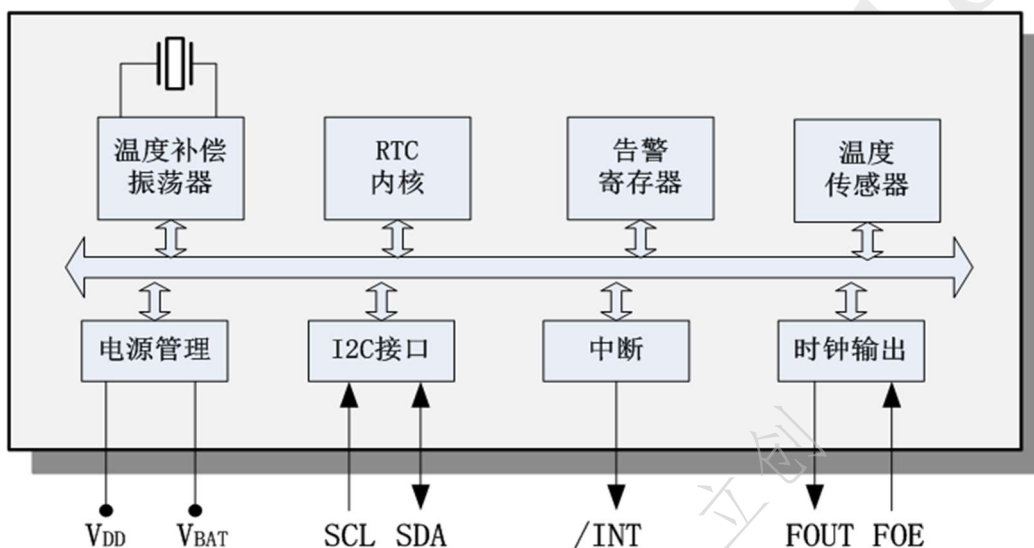 温度补偿
振荡器
RTC
内核
告警
寄存器
温度
传感器
电源管理
I2C接口
中断
时钟输出
VDD
VBAT
SCL
SDA
/INT
FOUT
FOE
立创